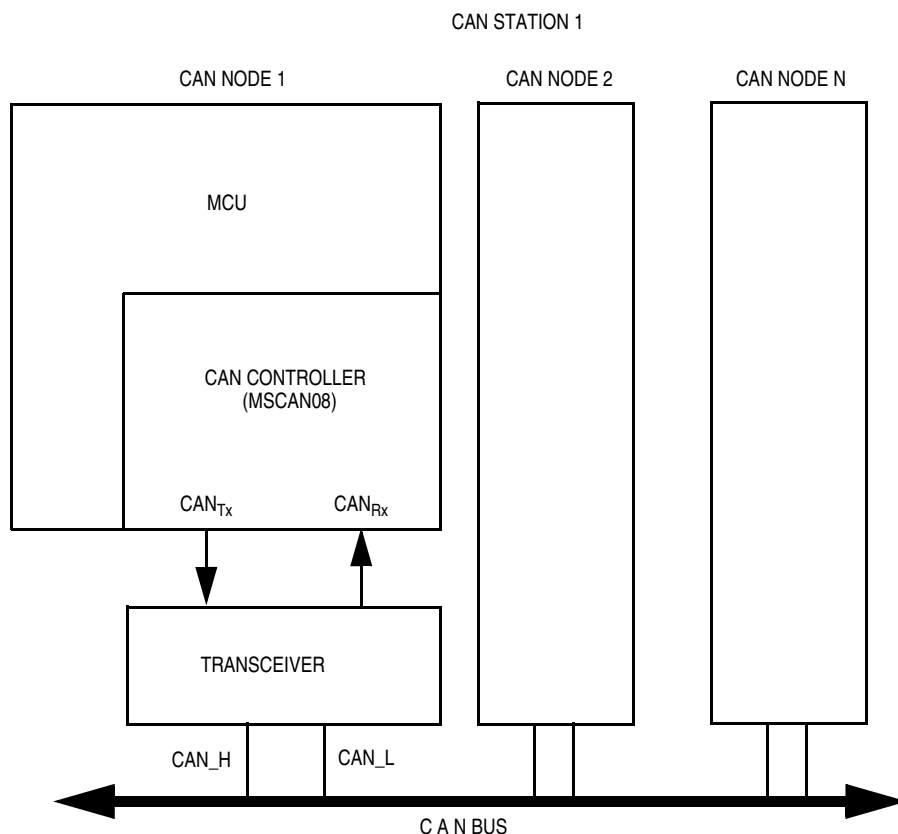 CAN STATION 1
CAN NODE 1
CAN NODE 2
CAN NODE N
MCU
CAN CONTROLLER
(MSCAN08)
CANTx
CANRx
TRANSCEIVER
CAN_H
CAN_L
C A N BUS